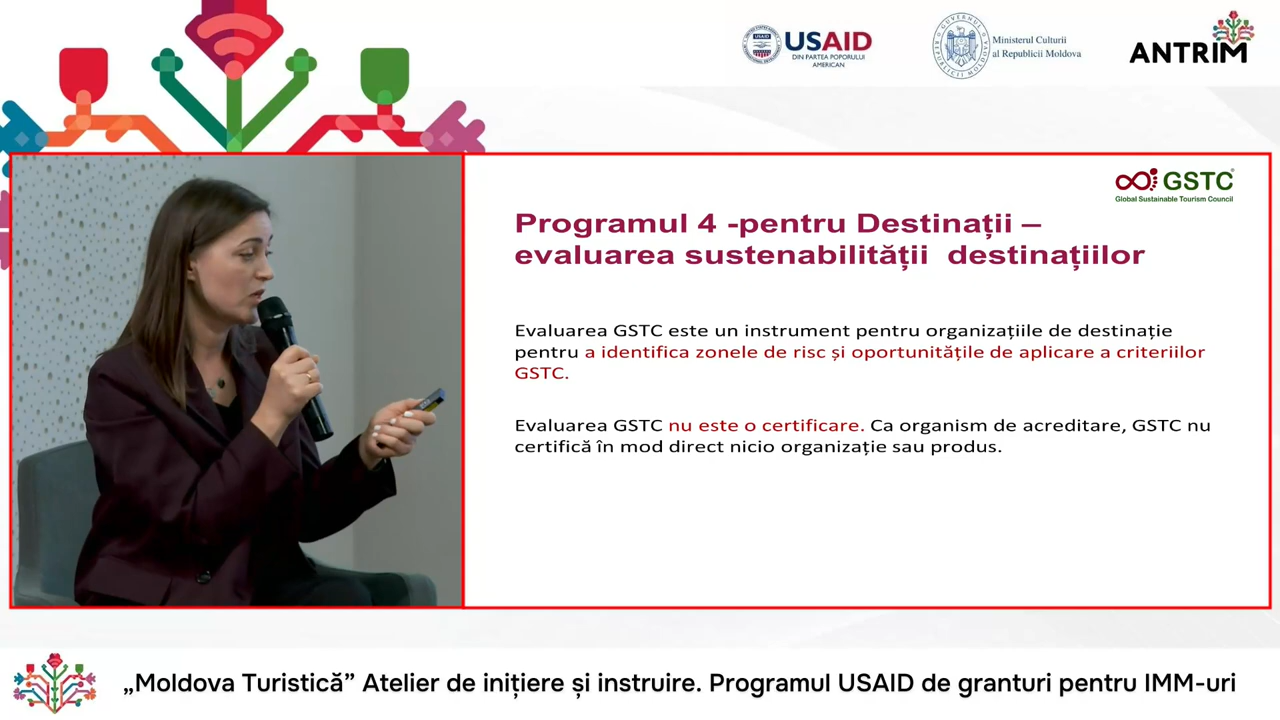 USAID
DIN PARTEA POPORULUI
AMERICAN
Ministerul Culturii
al Republicii Moldova
ANTRIM
GSTC
Global Sustainable Tourism Council
Programul 4 -pentru Destinații –
evaluarea sustenabilității destinațiilor
Evaluarea GSTC este un instrument pentru organizațiile de destinație
pentru a identifica zonele de risc și oportunitățile de aplicare a criteriilor
GSTC.
Evaluarea GSTC nu este o certificare. Ca organism de acreditare, GSTC nu
certifică în mod direct nicio organizație sau produs.
„Moldova Turistică” Atelier de inițiere și instruire. Programul USAID de granturi pentru IMM-uri